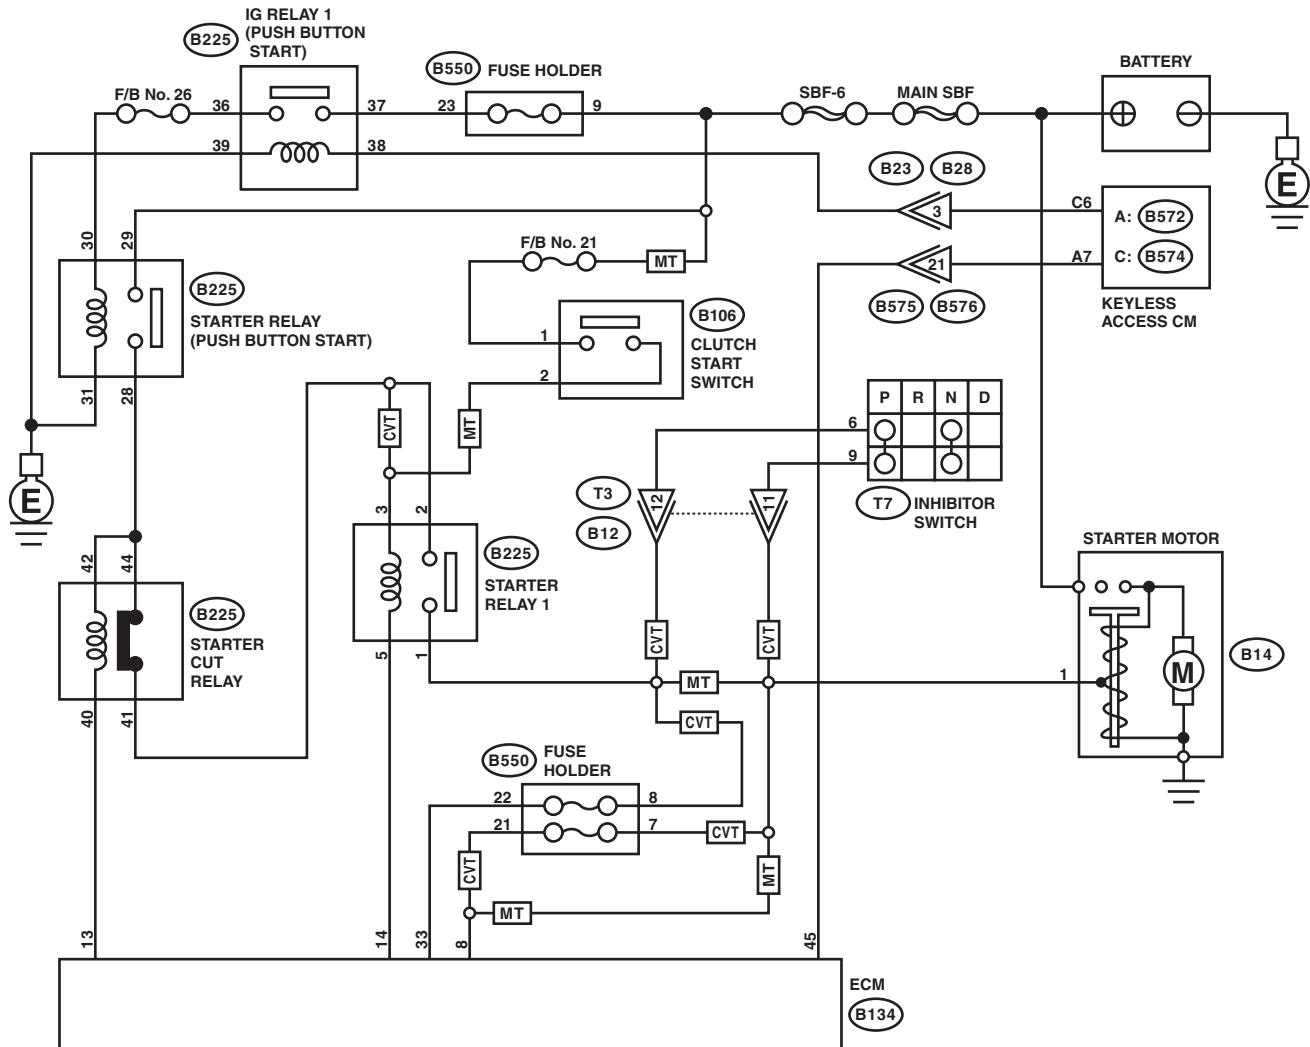 IG RELAY 1
(PUSH BUTTON
START)
B225
B550
FUSE HOLDER
BATTERY
F/B No. 26
36
37
23
9
SBF-6
MAIN SBF
39
38
B23
B28
3
C6
A: B572
C: B574
E
30
29
F/B No. 21
MT
21
A7
B575
B576
KEYLESS
ACCESS CM
B225
STARTER RELAY
(PUSH BUTTON START)
1
2
B106
CLUTCH
START
SWITCH
31
28
CVT
MT
P R N D
6
9
T7
INHIBITOR
SWITCH
E
T3
B12
12
11
3
2
B225
STARTER
RELAY 1
STARTER MOTOR
42
44
B225
STARTER
CUT
RELAY
5
1
CVT
CVT
MT
1
M
B14
40
41
CVT
B550
FUSE
HOLDER
22
8
21
7
CVT
CVT
MT
MT
13
14
33
8
45
ECM
B134